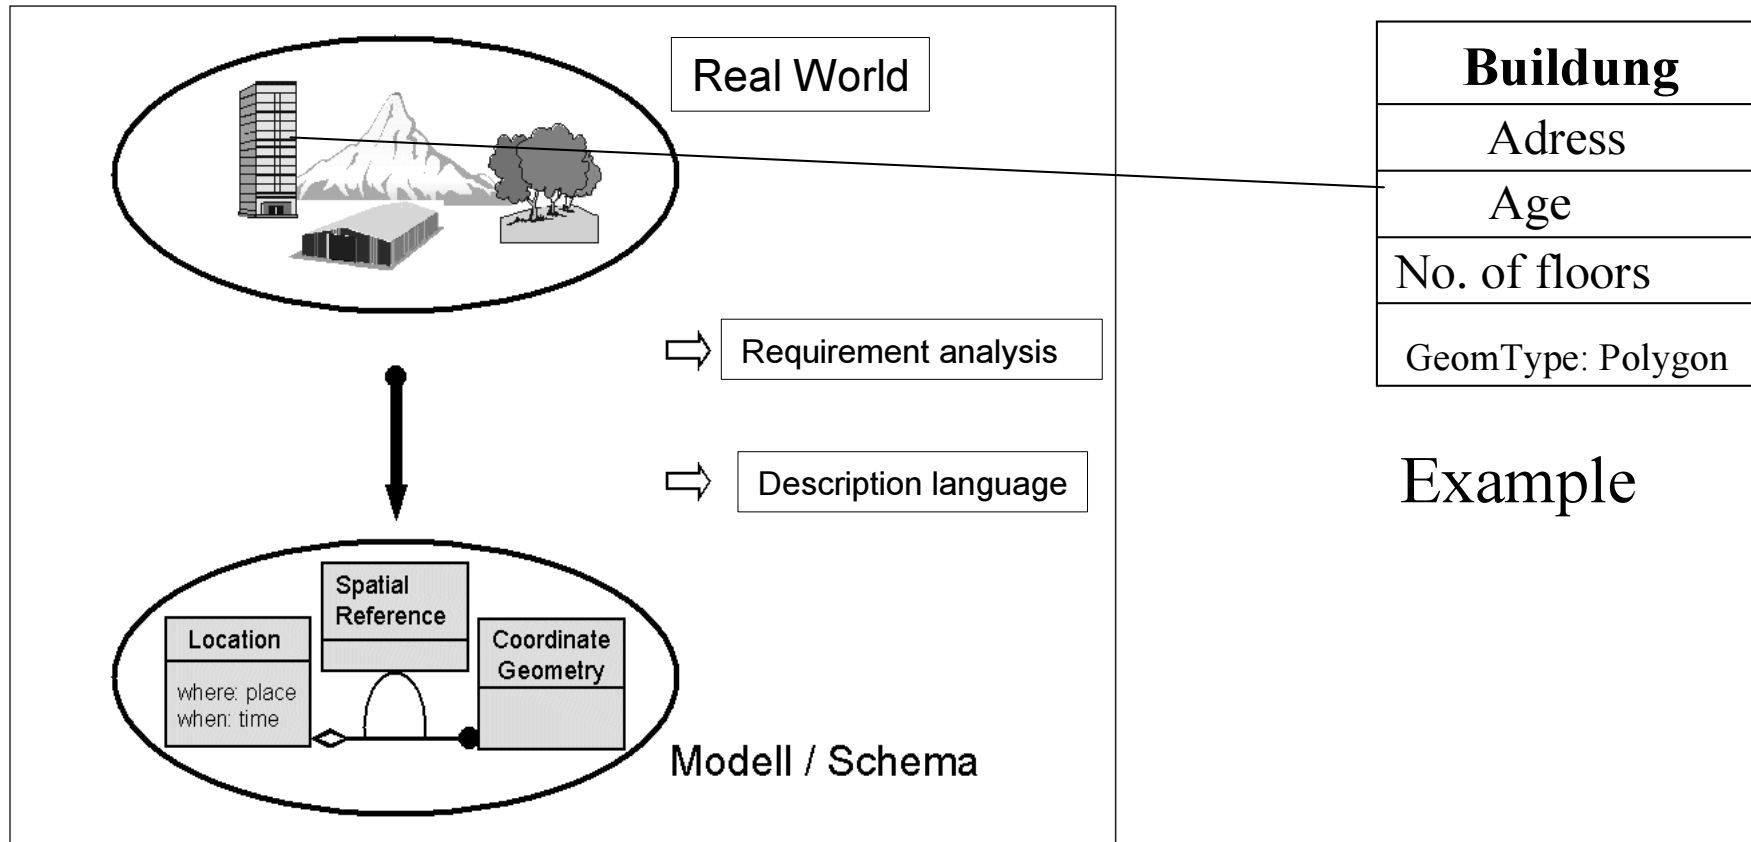 Real World
Buildung
Adress
Age
No. of floors
GeomType: Polygon
Example
Requirement analysis
Description language
Spatial
Reference
Location
where: place
when: time
Coordinate
Geometry
Modell / Schema